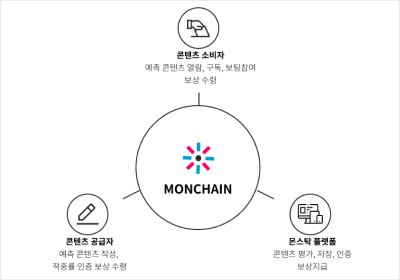 콘텐츠 소비자
예측 콘텐츠 열람, 구독, 보팅참여
보상 수령
MONCHAIN
콘텐츠 공급자
예측 콘텐츠 작성,
적중률 인증 보상 수령
몬스탁 플랫폼
콘텐츠 평가, 저장, 인증
보상지급